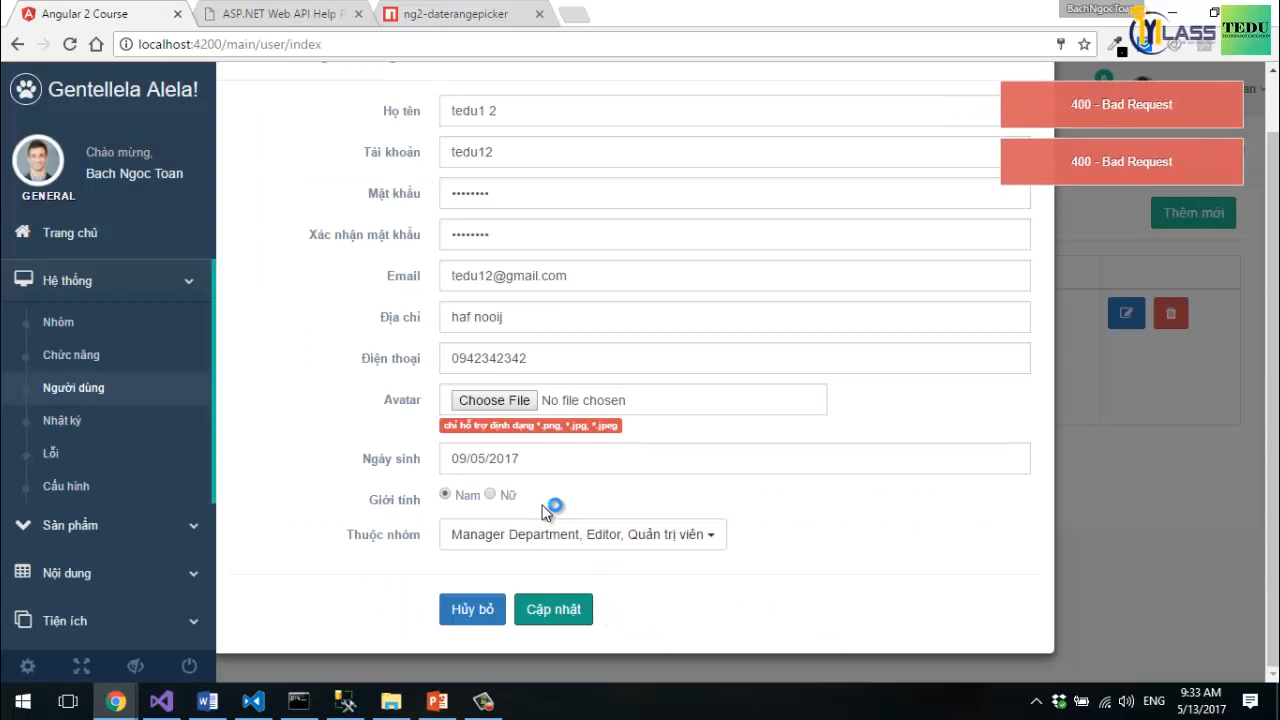 Angular 2 Course
ASP.NET Web API Help P
ng2-daterangepicker
BachNgocToan
localhost:4200/main/user/index
LASS
TEDU
Gentellela Alela!
Chào mừng,
Bach Ngoc Toan
GENERAL
Trang chủ
Hệ thống
Nhóm
Chức năng
Người dùng
Nhật ký
Lỗi
Cấu hình
Sản phẩm
Nội dung
Tiện ích
Họ tên
tedu1 2
Tài khoản
tedu12
Mật khẩu
••••••••
Xác nhận mật khẩu
••••••••
Email
tedu12@gmail.com
Địa chỉ
haf nooij
Điện thoại
0942342342
Avatar
Choose File No file chosen
chỉ hỗ trợ định dạng *.png, *.jpg, *.jpeg
Ngày sinh
09/05/2017
Giới tính
Nam Nữ
Thuộc nhóm
Manager Department, Editor, Quản trị viên
Hủy bỏ
Cập nhật
400 - Bad Request
400 - Bad Request
Thêm mới
ENG
9:33 AM
5/13/2017